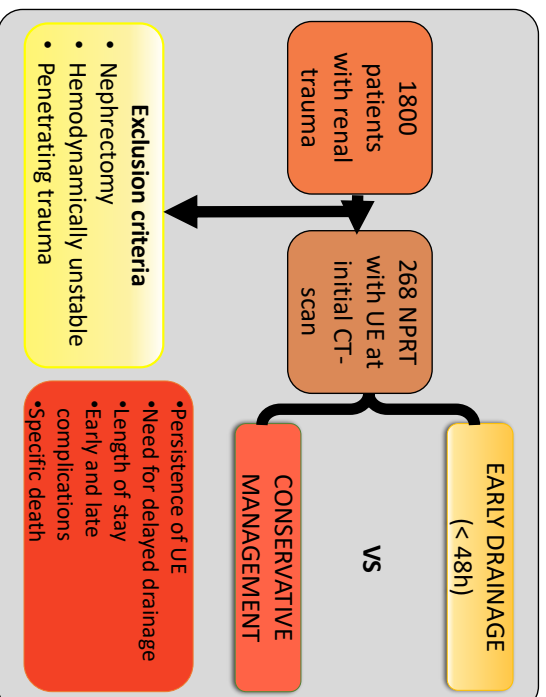 1800
patients
with renal
trauma
268 NPRT
with UE at
initial CT-
scan
EARLY DRAINAGE
(< 48h)
VS
CONSERVATIVE
MANAGEMENT
Exclusion criteria
• Nephrectomy
• Hemodynamically unstable
• Penetrating trauma
•Persistence of UE
•Need for delayed drainage
•Length of stay
•Early and late
complications
•Specific death